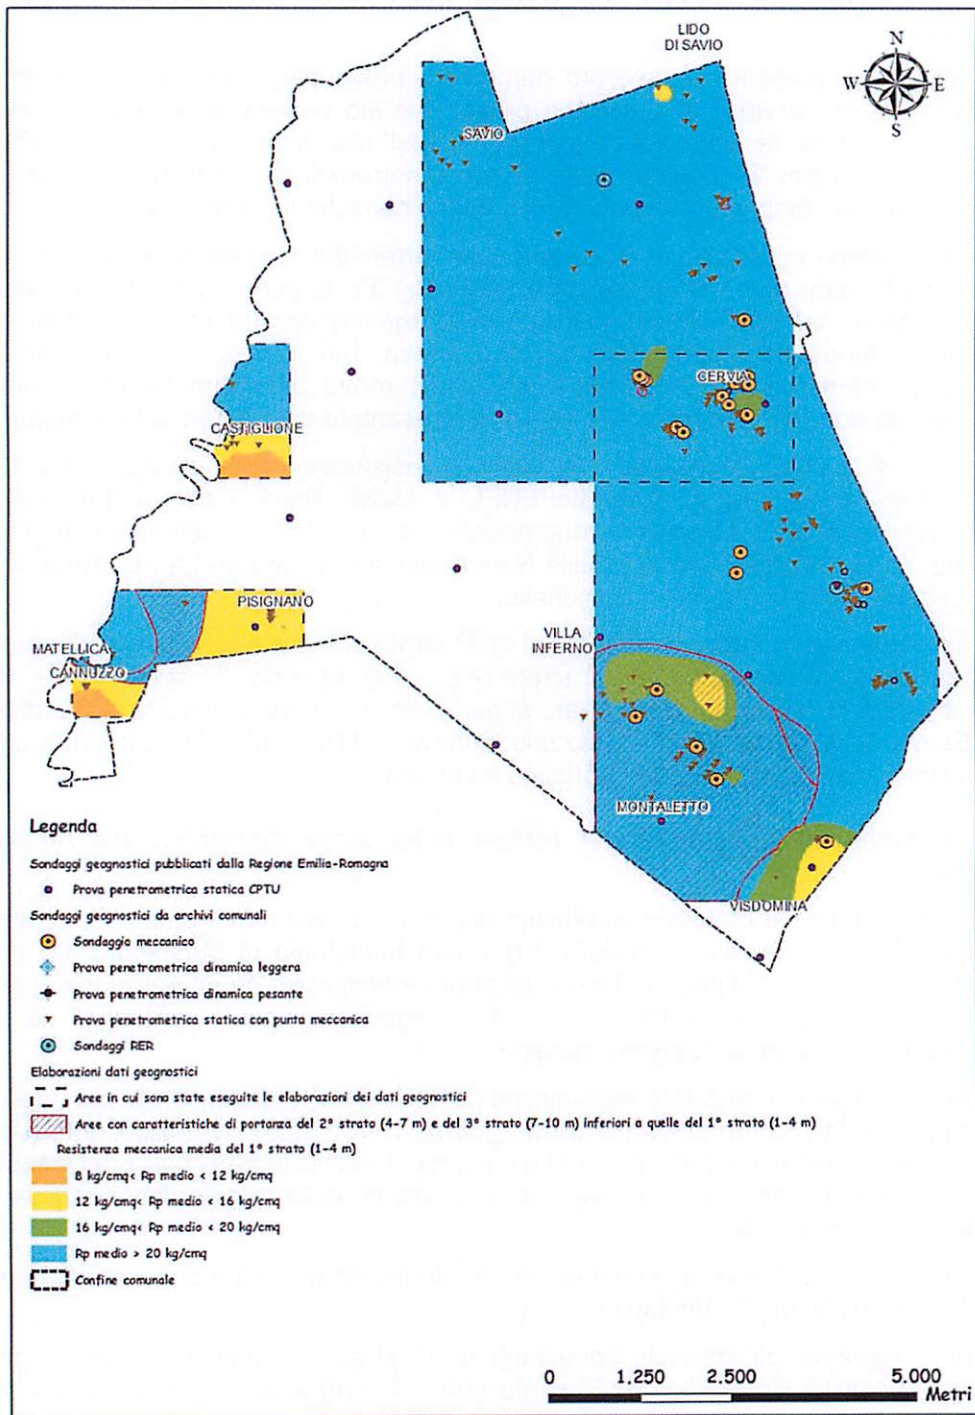 LIDO
DI SAVIO
N
W E
S
SAVIO
CERVIA
CASTIGLIONE
PISIGNANO
MATELLICA
CANNUZZO
VILLA
INFERNO
MONTALETTO
VISDOMINA
Legenda
Sondaggi geognostici pubblicati dalla Regione Emilia-Romagna
Prova penetrometrica statica CPTU
Sondaggi geognostici da archivi comunali
Sondaggio meccanico
Prova penetrometrica dinamica leggera
Prova penetrometrica dinamica pesante
Prova penetrometrica statica con punta meccanica
Sondaggi RER
Elaborazioni dati geognostici
Aree in cui sono state eseguite le elaborazioni dei dati geognostici
Aree con caratteristiche di portanza del 2° strato (4-7 m) e del 3° strato (7-10 m) inferiori a quelle del 1° strato (1-4 m)
Resistenza meccanica media del 1° strato (1-4 m)
8 kg/cmq< Rp medio < 12 kg/cmq
12 kg/cmq< Rp medio < 16 kg/cmq
16 kg/cmq< Rp medio < 20 kg/cmq
Rp medio > 20 kg/cmq
Confine comunale
0 1.250 2.500 5.000
Metri